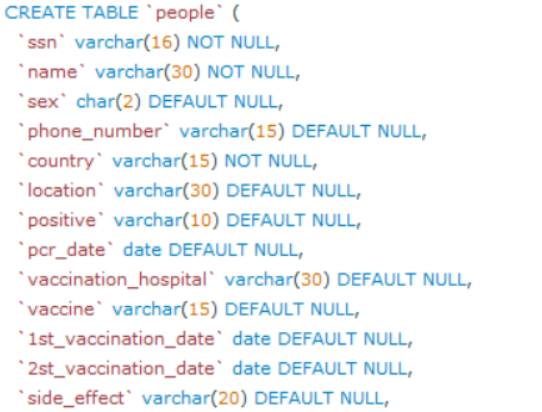 CREATE TABLE `people` (
`ssn` varchar(16) NOT NULL,
`name` varchar(30) NOT NULL,
`sex` char(2) DEFAULT NULL,
`phone_number` varchar(15) DEFAULT NULL,
`country` varchar(15) NOT NULL,
`location` varchar(30) DEFAULT NULL,
`positive` varchar(10) DEFAULT NULL,
`pcr_date` date DEFAULT NULL,
`vaccination_hospital` varchar(30) DEFAULT NULL,
`vaccine` varchar(15) DEFAULT NULL,
`1st_vaccination_date` date DEFAULT NULL,
`2st_vaccination_date` date DEFAULT NULL,
`side_effect` varchar(20) DEFAULT NULL,